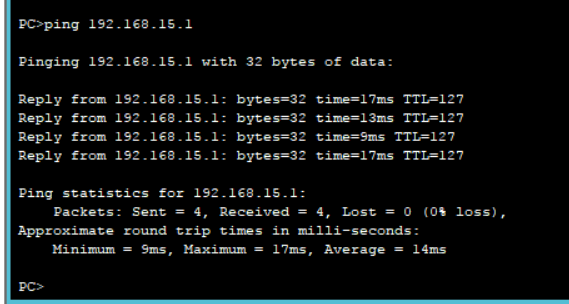 PC>ping 192.168.15.1
Pinging 192.168.15.1 with 32 bytes of data:
Reply from 192.168.15.1: bytes=32 time=17ms TTL=127
Reply from 192.168.15.1: bytes=32 time=13ms TTL=127
Reply from 192.168.15.1: bytes=32 time=9ms TTL=127
Reply from 192.168.15.1: bytes=32 time=17ms TTL=127
Ping statistics for 192.168.15.1:
    Packets: Sent = 4, Received = 4, Lost = 0 (0% loss),
Approximate round trip times in milli-seconds:
    Minimum = 9ms, Maximum = 17ms, Average = 14ms
PC>